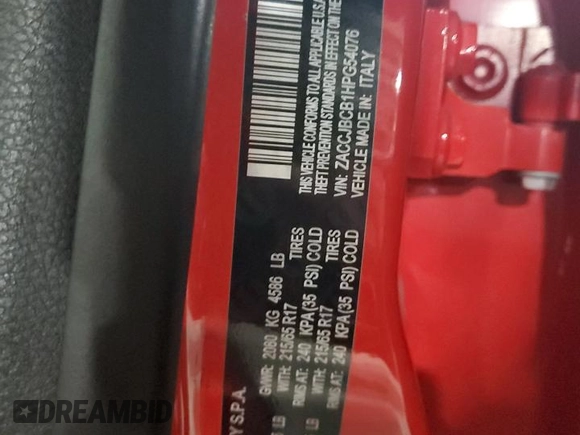 THIS VEHICLE CONFORMS TO ALL APPLICABLE U.S.A.
THEFT PREVENTION STANDARDS IN EFFECT ON THE
VIN: ZACCJBCB1HPG54076
VEHICLE MADE IN: ITALY
Y S.P.A.
GVWR: 2080 KG 4586 LB
LB WITH: 215/65 R17 TIRES
RIMS AT: 240 KPA(35 PSI) COLD
LB WITH: 215/65 R17 TIRES
RIMS AT: 240 KPA(35 PSI) COLD
DREAMBID